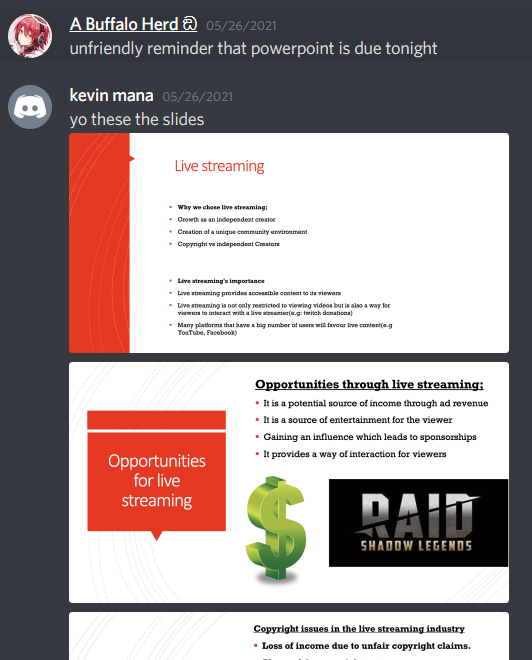 A Buffalo Herd 05/26/2021
unfriendly reminder that powerpoint is due tonight
kevin mana 05/26/2021
yo these the slides
Live streaming
Why we chose live streaming;
Growth as an independent creator
Creation of a unique community environment
Copyright vs independent Creators
Live streaming's importance
Live streaming provides accessible content to its viewers
Live streaming is not only restricted to viewing videos but is also a way for
viewers to interact with a live streamer(e.g: twitch donations)
Many platforms that have a big number of users will favour live content(e.g
YouTube, Facebook)
Opportunities
for live
streaming
Opportunities through live streaming;
It is a potential source of income through ad revenue
It is a source of entertainment for the viewer
Gaining an influence which leads to sponsorships
It provides a way of interaction for viewers
$
RAID
SHADOW LEGENDS
Copyright issues in the live streaming industry
Loss of income due to unfair copyright claims.